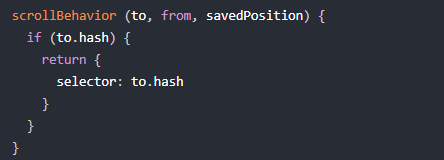 scrollBehavior (to, from, savedPosition) {
  if (to.hash) {
    return {
      selector: to.hash
    }
  }
}